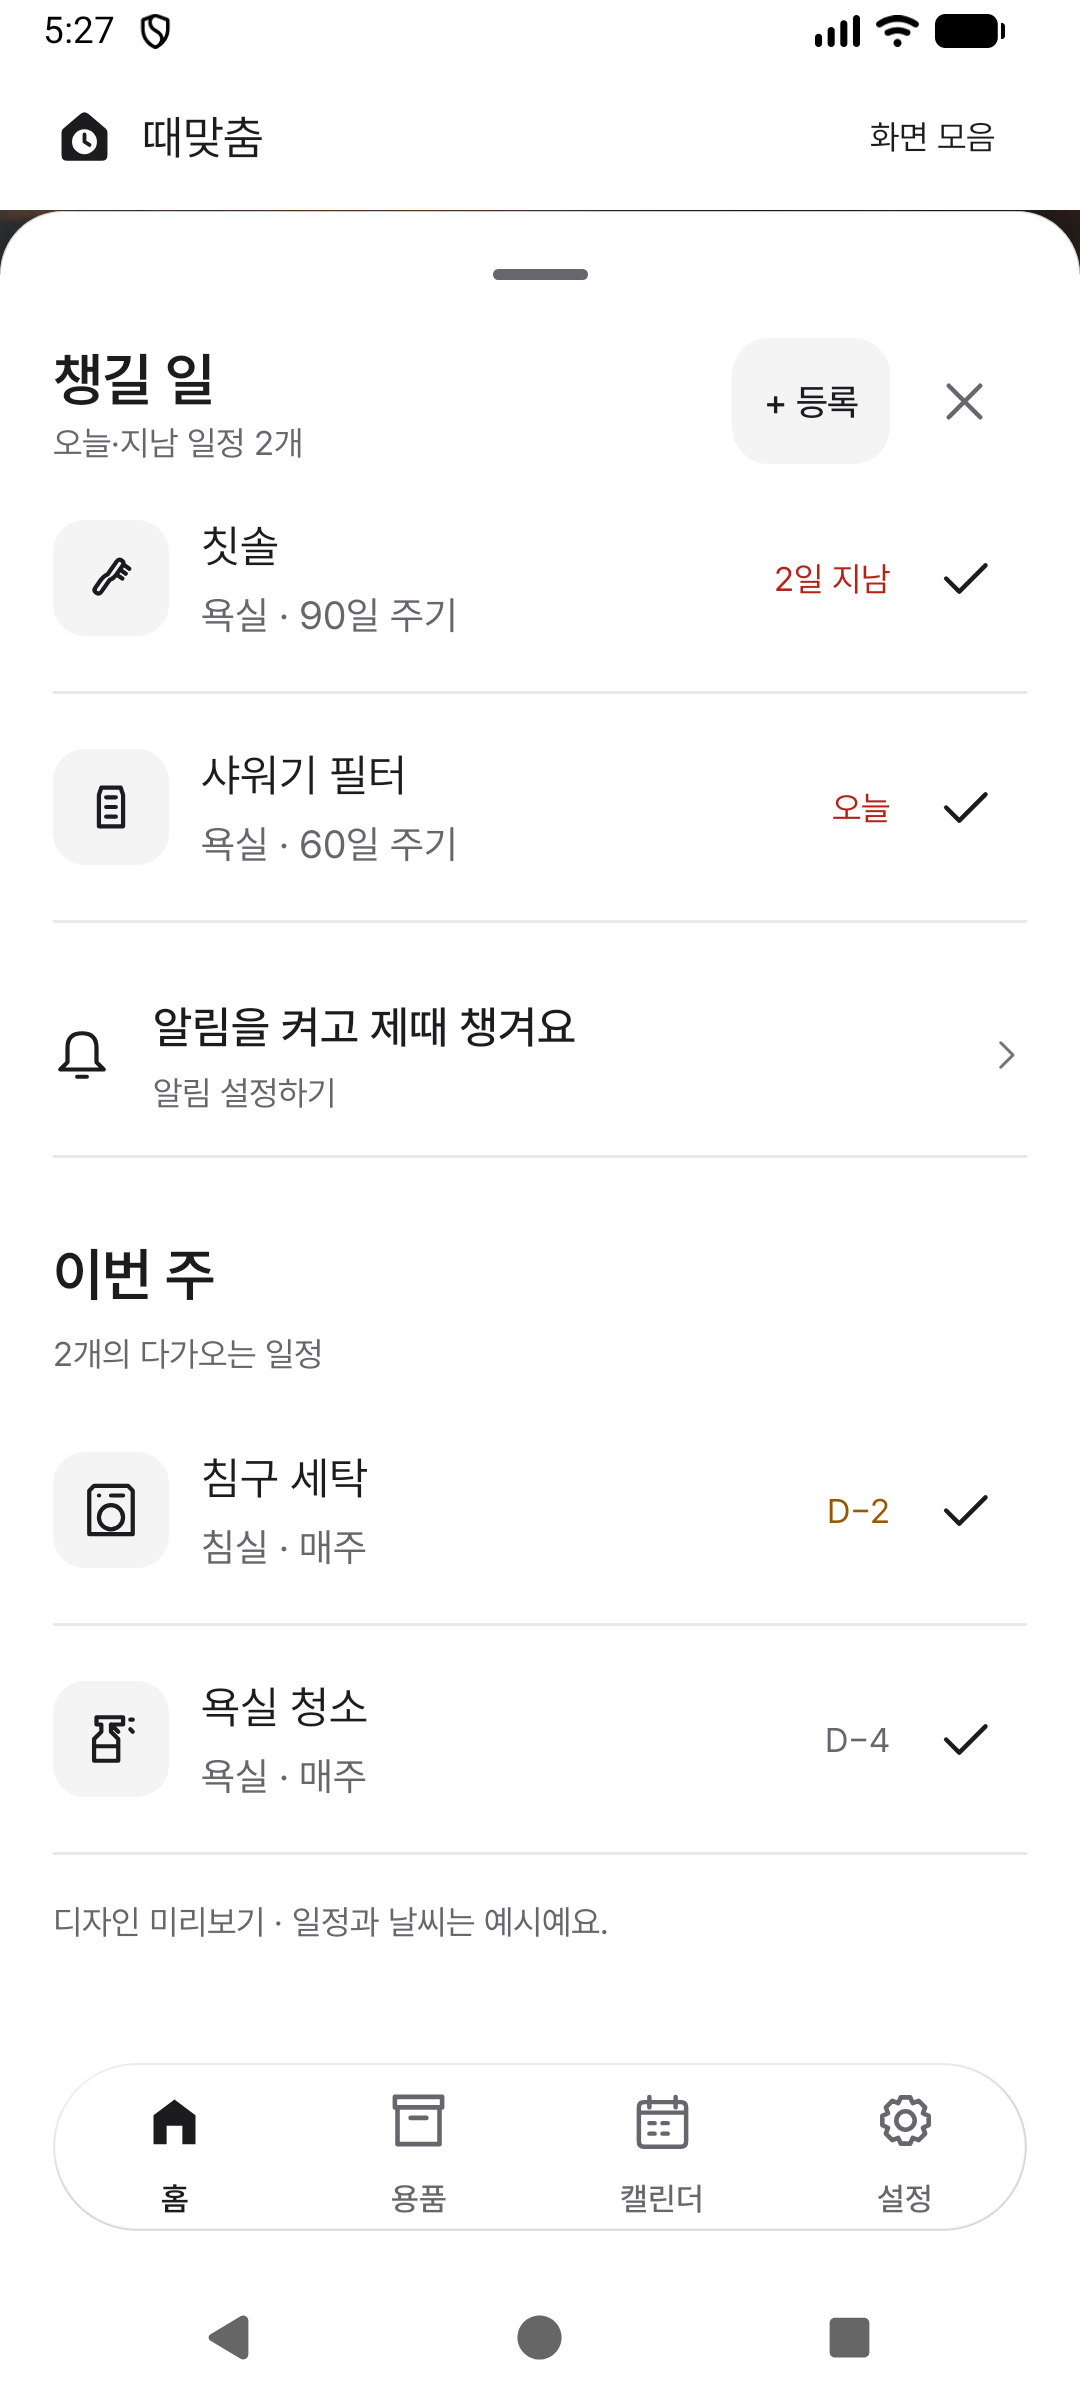 5:27
때맞춤
화면 모음
챙길 일
오늘·지남 일정 2개
+ 등록
칫솔
욕실 · 90일 주기
2일 지남
샤워기 필터
욕실 · 60일 주기
오늘
알림을 켜고 제때 챙겨요
알림 설정하기
이번 주
2개의 다가오는 일정
침구 세탁
침실 · 매주
D-2
욕실 청소
욕실 · 매주
D-4
디자인 미리보기 · 일정과 날씨는 예시예요.
홈
용품
캘린더
설정